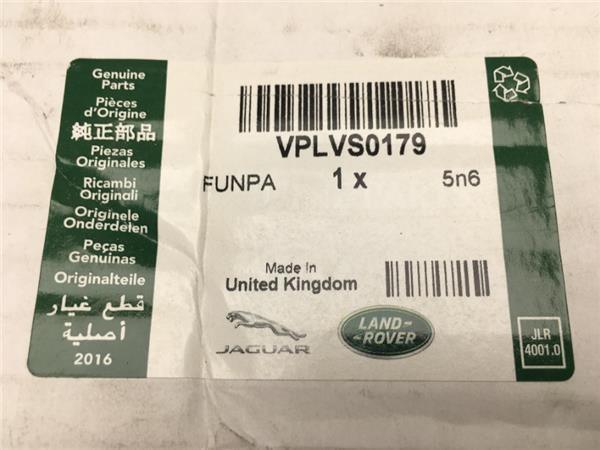 Genuine
Parts
Pièces
d'Origine
純正部品
Piezas
Originales
Ricambi
Originali
Originele
Onderdelen
Peças
Genuinas
Originalteile
قطع غيار
أصلية
2016
VPLVS0179
FUNPA 1 x 5n6
Made In
United Kingdom
JAGUAR
LAND-
-ROVER
JLR
4001.0